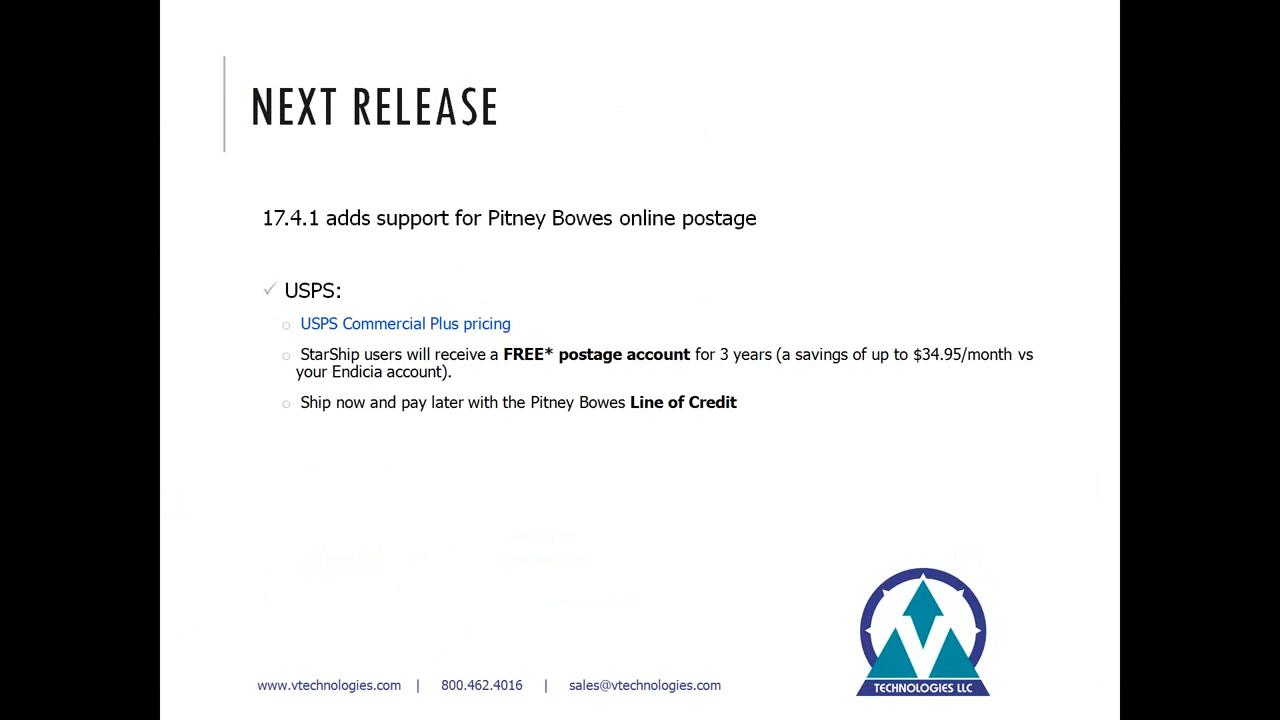 NEXT RELEASE
17.4.1 adds support for Pitney Bowes online postage
USPS:
USPS Commercial Plus pricing
StarShip users will receive a FREE* postage account for 3 years (a savings of up to $34.95/month vs
your Endicia account).
Ship now and pay later with the Pitney Bowes Line of Credit
www.vtechnologies.com | 800.462.4016 | sales@vtechnologies.com
V
TECHNOLOGIES LLC